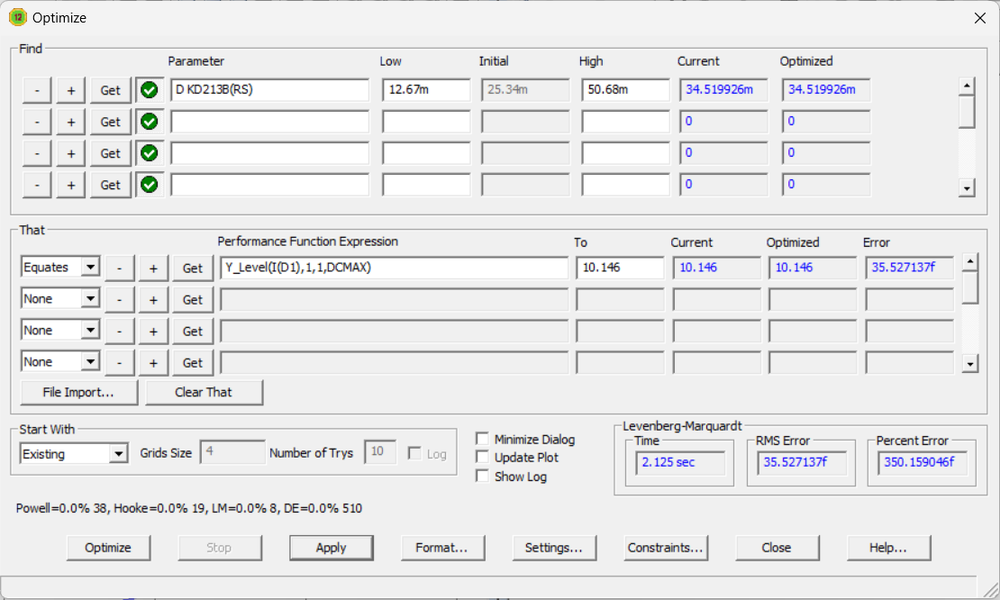 12 Optimize
Find
Parameter Low Initial High Current Optimized
- + Get D KD213B(RS) 12.67m 25.34m 50.68m 34.519926m 34.519926m
- + Get 0 0
- + Get 0 0
- + Get 0 0
That
Performance Function Expression To Current Optimized Error
Equates - + Get Y_Level(I(D1),1,1,DCMAX) 10.146 10.146 10.146 35.527137f
None - + Get
None - + Get
None - + Get
File Import... Clear That
Start With
Existing Grids Size 4 Number of Trys 10 Log
Minimize Dialog
Update Plot
Show Log
Levenberg-Marquardt
Time RMS Error Percent Error
2.125 sec 35.527137f 350.159046f
Powell=0.0% 38, Hooke=0.0% 19, LM=0.0% 8, DE=0.0% 510
Optimize Stop Apply Format... Settings... Constraints... Close Help...